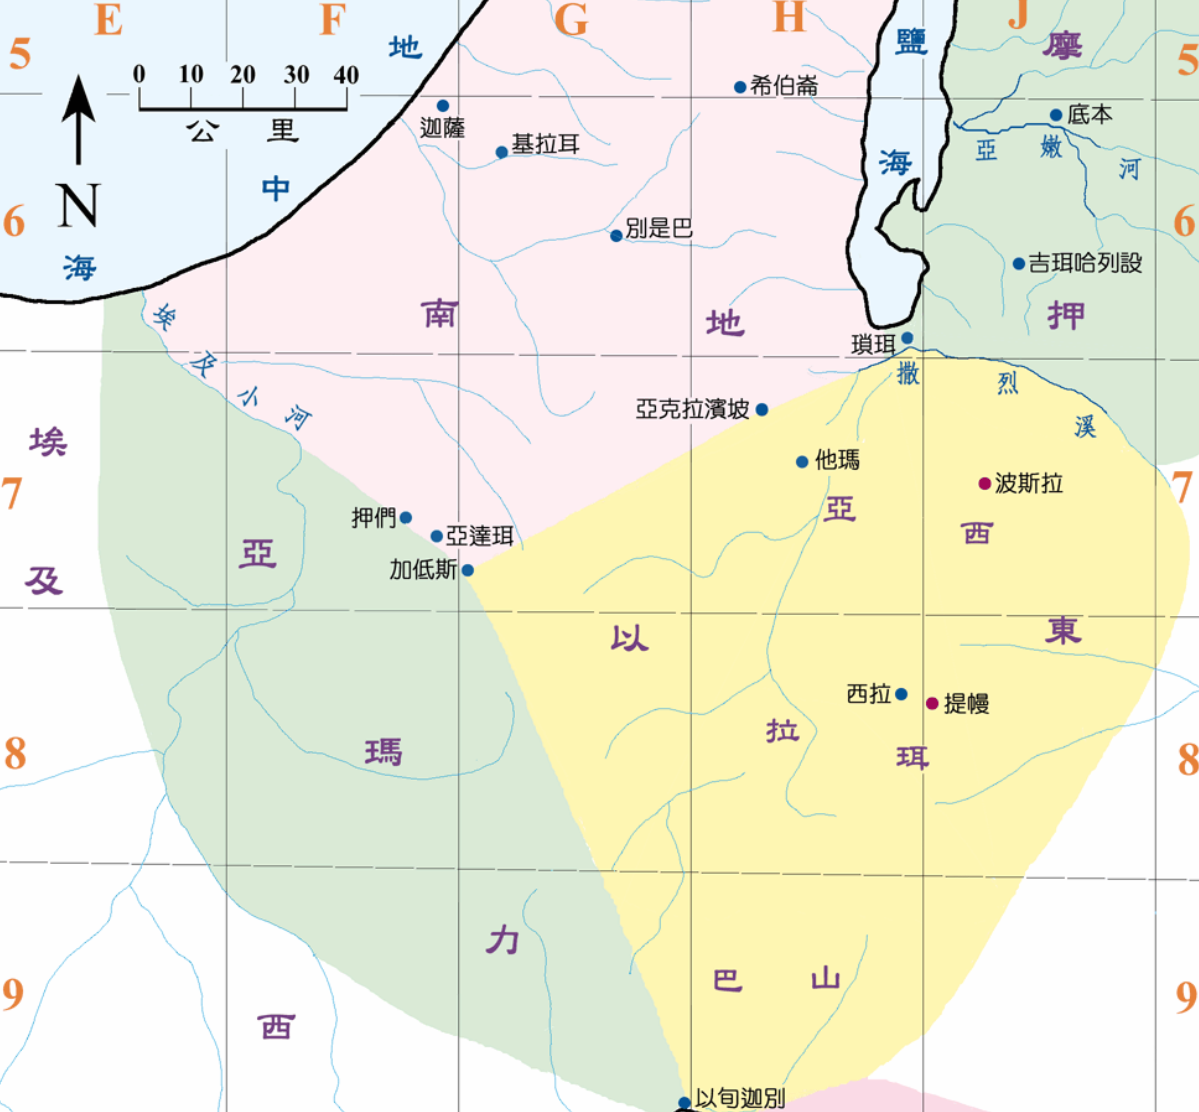 E F G H J
5 5
0 10 20 30 40
公里
N
地中海
鹽海
摩押
希伯崙
迦薩
基拉耳
底本
亞嫩河
6 6
別是巴
吉珥哈列設
埃及小河
南地
瑣珥
撒烈溪
亞克拉濱坡
他瑪
波斯拉
埃及
7 7
押們
亞達珥
加低斯
亞瑪力
亞拉巴
西珥山
以東
西拉
提幔
8 8
9 9
西
以旬迦別